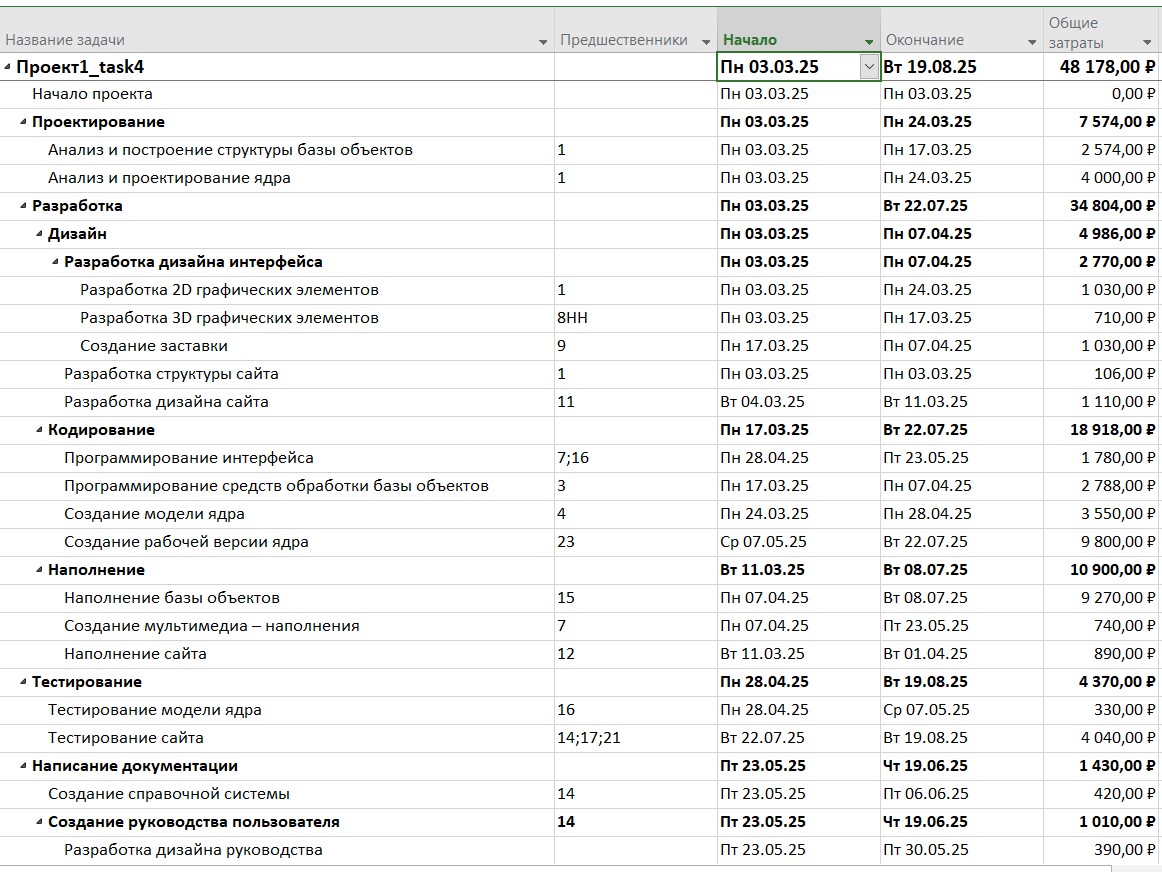 Название задачи Предшественники Начало Окончание Общие затраты
Проект1_task4 Пн 03.03.25 Вт 19.08.25 48 178,00 ₽
Начало проекта Пн 03.03.25 Пн 03.03.25 0,00 ₽
Проектирование Пн 03.03.25 Пн 24.03.25 7 574,00 ₽
Анализ и построение структуры базы объектов 1 Пн 03.03.25 Пн 17.03.25 2 574,00 ₽
Анализ и проектирование ядра 1 Пн 03.03.25 Пн 24.03.25 4 000,00 ₽
Разработка Пн 03.03.25 Вт 22.07.25 34 804,00 ₽
Дизайн Пн 03.03.25 Пн 07.04.25 4 986,00 ₽
Разработка дизайна интерфейса Пн 03.03.25 Пн 07.04.25 2 770,00 ₽
Разработка 2D графических элементов 1 Пн 03.03.25 Пн 24.03.25 1 030,00 ₽
Разработка 3D графических элементов 8НН Пн 03.03.25 Пн 17.03.25 710,00 ₽
Создание заставки 9 Пн 17.03.25 Пн 07.04.25 1 030,00 ₽
Разработка структуры сайта 1 Пн 03.03.25 Пн 03.03.25 106,00 ₽
Разработка дизайна сайта 11 Вт 04.03.25 Вт 11.03.25 1 110,00 ₽
Кодирование Пн 17.03.25 Вт 22.07.25 18 918,00 ₽
Программирование интерфейса 7;16 Пн 28.04.25 Пт 23.05.25 1 780,00 ₽
Программирование средств обработки базы объектов 3 Пн 17.03.25 Пн 07.04.25 2 788,00 ₽
Создание модели ядра 4 Пн 24.03.25 Пн 28.04.25 3 550,00 ₽
Создание рабочей версии ядра 23 Ср 07.05.25 Вт 22.07.25 9 800,00 ₽
Наполнение Вт 11.03.25 Вт 08.07.25 10 900,00 ₽
Наполнение базы объектов 15 Пн 07.04.25 Вт 08.07.25 9 270,00 ₽
Создание мультимедиа – наполнения 7 Пн 07.04.25 Пт 23.05.25 740,00 ₽
Наполнение сайта 12 Вт 11.03.25 Вт 01.04.25 890,00 ₽
Тестирование Пн 28.04.25 Вт 19.08.25 4 370,00 ₽
Тестирование модели ядра 16 Пн 28.04.25 Ср 07.05.25 330,00 ₽
Тестирование сайта 14;17;21 Вт 22.07.25 Вт 19.08.25 4 040,00 ₽
Написание документации Пт 23.05.25 Чт 19.06.25 1 430,00 ₽
Создание справочной системы 14 Пт 23.05.25 Пт 06.06.25 420,00 ₽
Создание руководства пользователя 14 Пт 23.05.25 Чт 19.06.25 1 010,00 ₽
Разработка дизайна руководства Пт 23.05.25 Пт 30.05.25 390,00 ₽